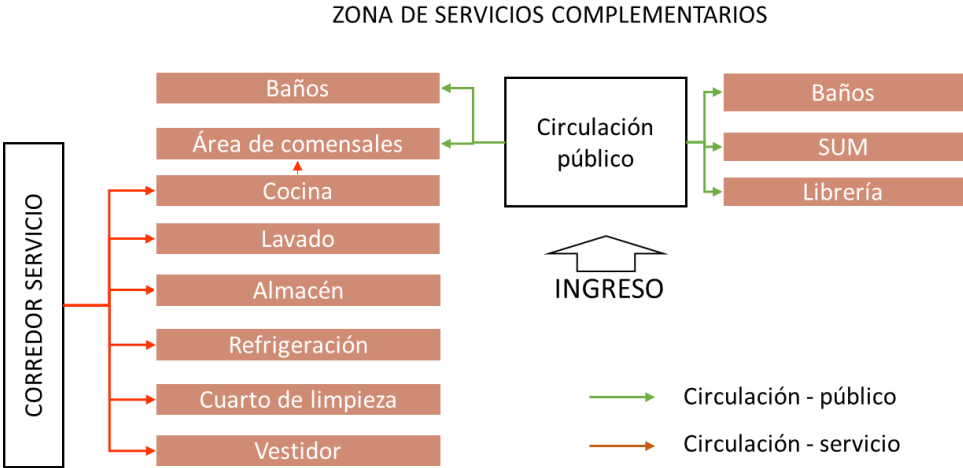 ZONA DE SERVICIOS COMPLEMENTARIOS
Baños
Área de comensales
Cocina
Lavado
Almacén
Refrigeración
Cuarto de limpieza
Vestidor
CORREDOR SERVICIO
Circulación
público
INGRESO
Baños
SUM
Librería
Circulación - público
Circulación - servicio